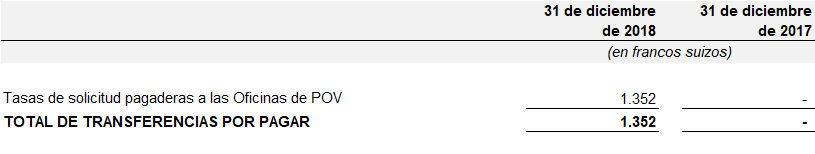 31 de diciembre 31 de diciembre
de 2018 de 2017
(en francos suizos)
Tasas de solicitud pagaderas a las Oficinas de POV 1.352 -
TOTAL DE TRANSFERENCIAS POR PAGAR 1.352 -